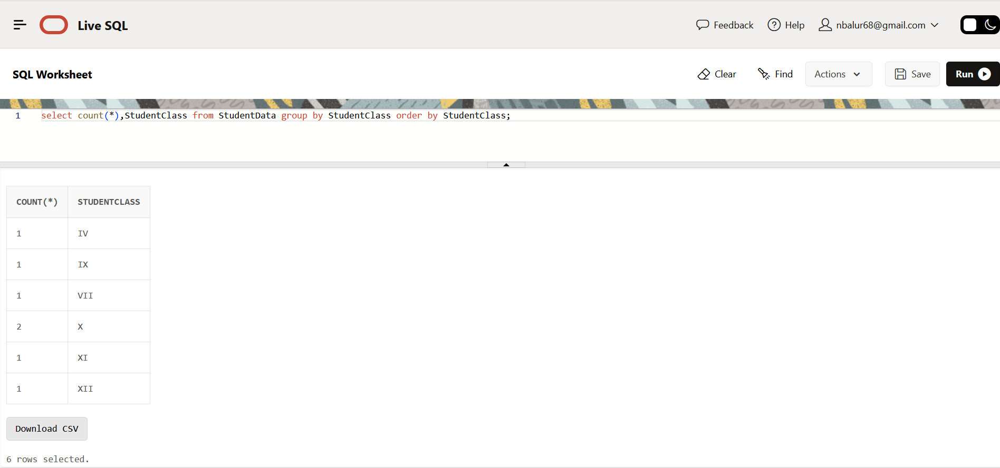 Live SQL Feedback Help nbalur68@gmail.com
SQL Worksheet Clear Find Actions Save Run
1 select count(*),StudentClass from StudentData group by StudentClass order by StudentClass;
COUNT(*) STUDENTCLASS
1 IV
1 IX
1 VII
2 X
1 XI
1 XII
Download CSV
6 rows selected.